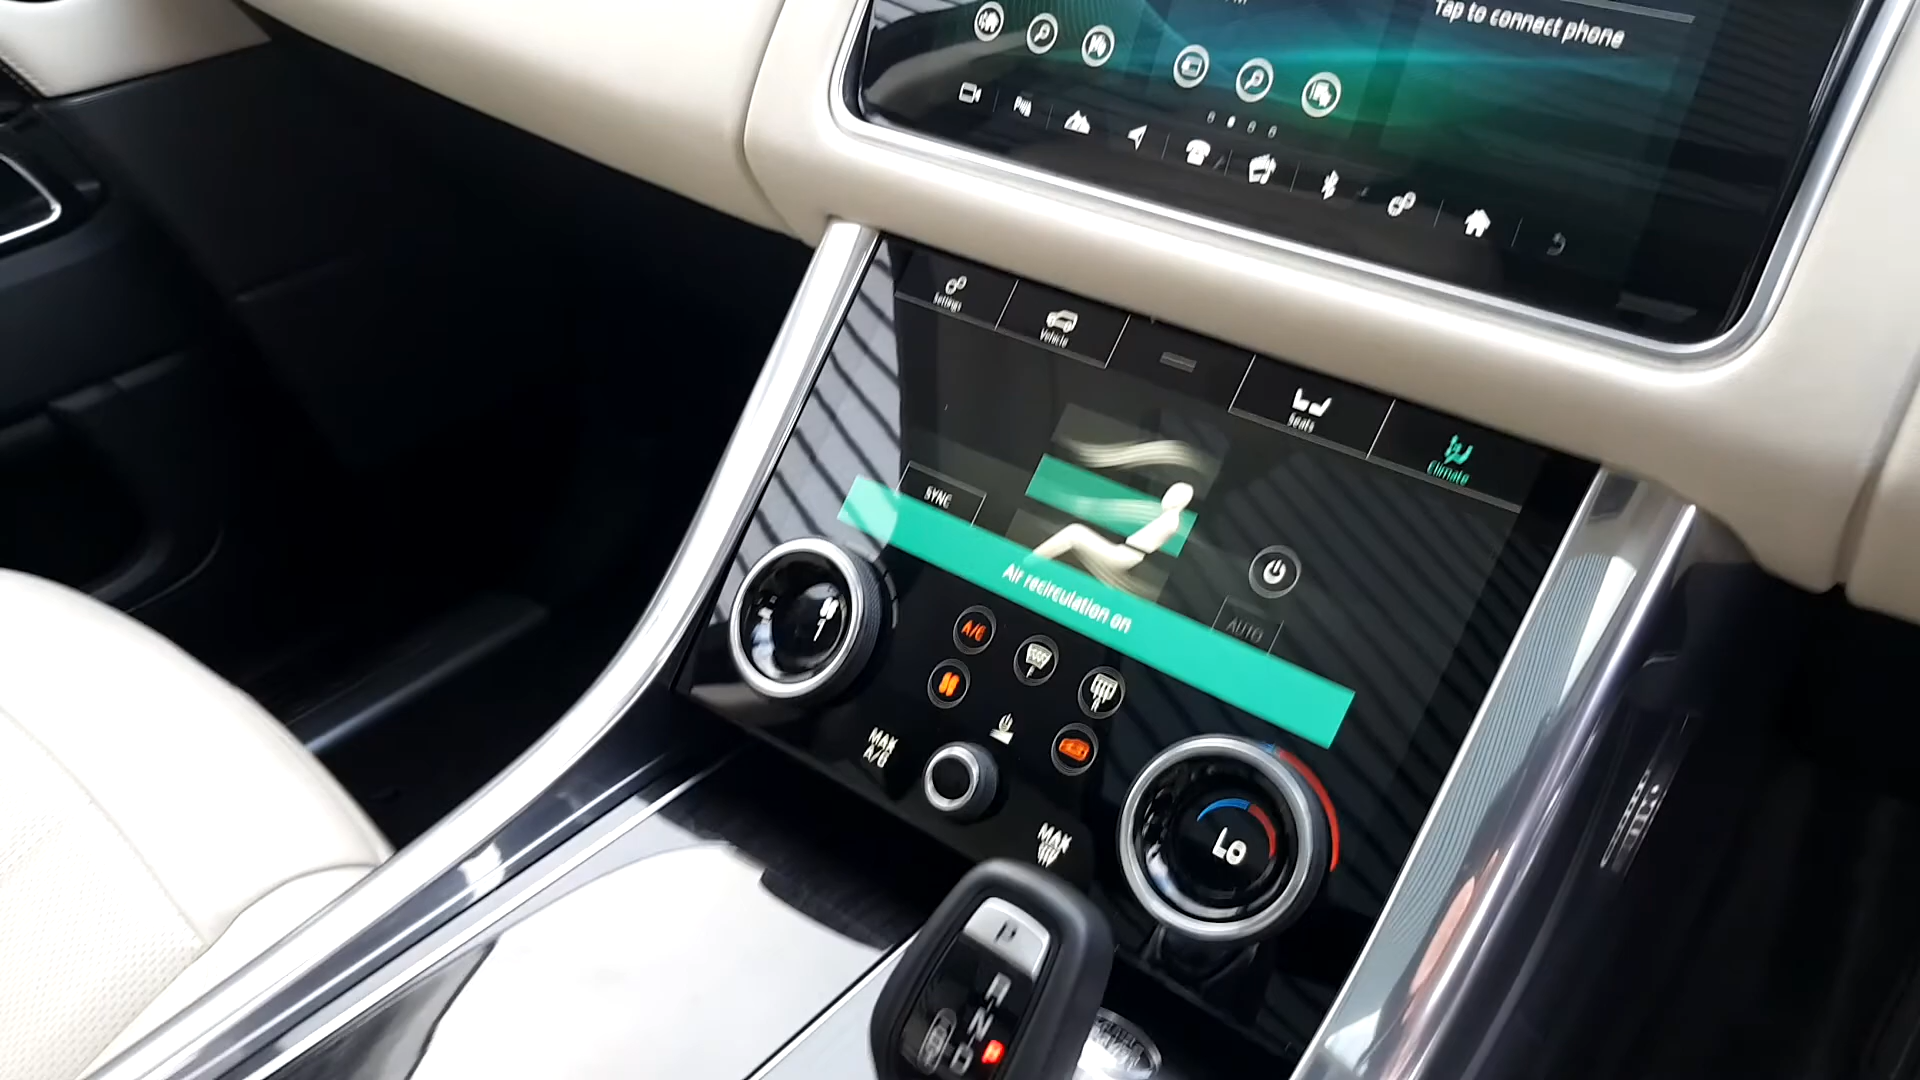 Tap to connect phone
Settings
Vehicle
Seats
Climate
SYNC
Air recirculation on
AUTO
A/C
F
R
MAX
A/C
MAX
Lo
P
R
N
D